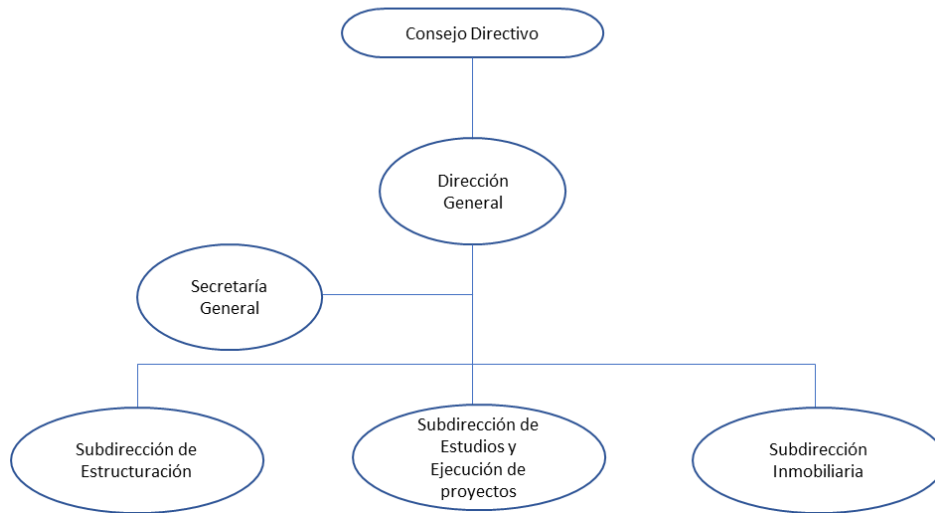 Consejo Directivo
Dirección
General
Secretaría
General
Subdirección de
Estructuración
Subdirección de
Estudios y
Ejecución de
proyectos
Subdirección
Inmobiliaria